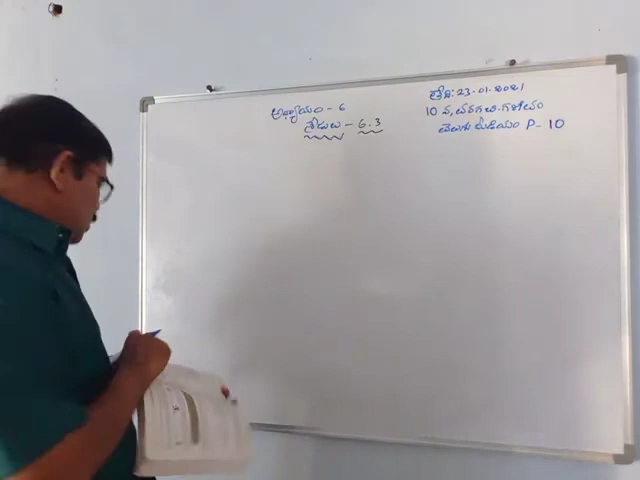 అధ్యాయం - 6
శ్రేఢులు - 6.3
తేది: 23.01.2021
10 వ తరగతి గణితం
తెలుగు మీడియం P - 10